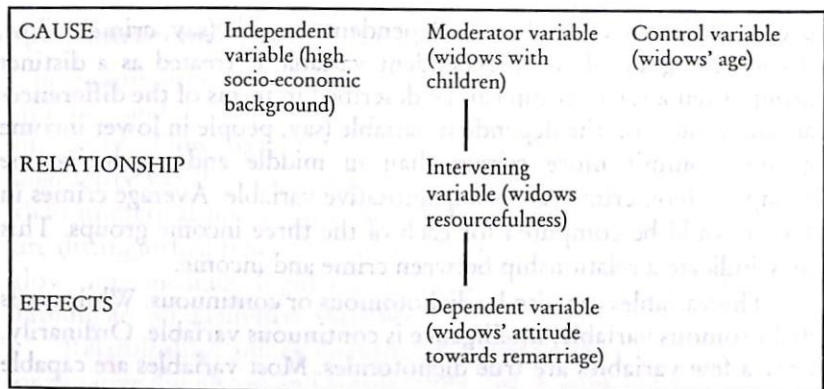 CAUSE
Independent variable (high socio-economic background)
Moderator variable (widows with children)
Control variable (widows' age)
RELATIONSHIP
Intervening variable (widows resourcefulness)
EFFECTS
Dependent variable (widows' attitude towards remarriage)